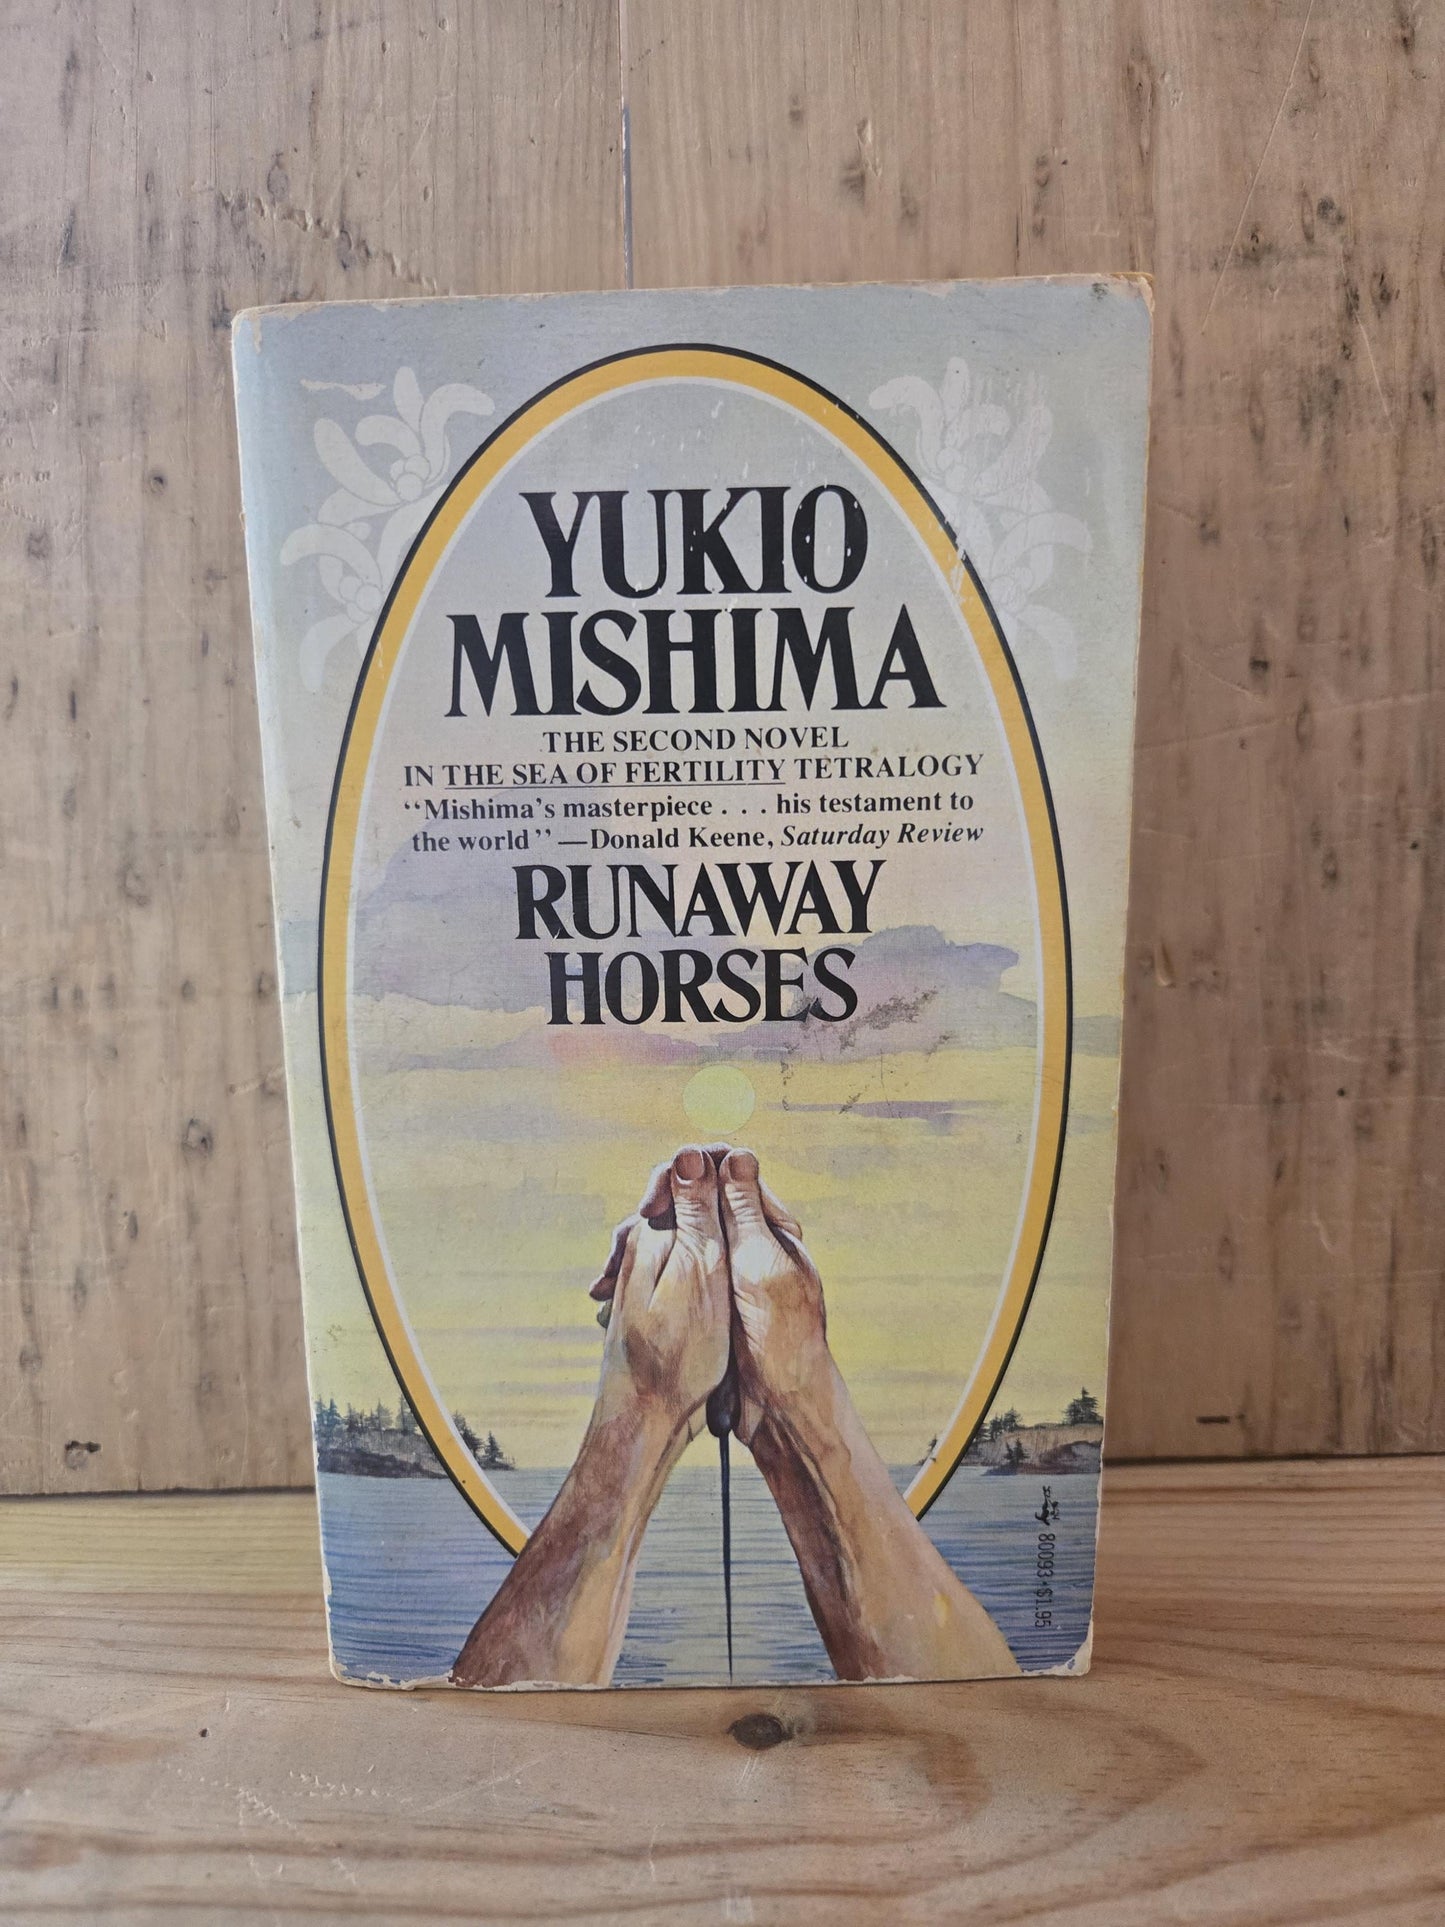 YUKIO
MISHIMA
THE SECOND NOVEL
IN THE SEA OF FERTILITY TETRALOGY
“Mishima’s masterpiece . . . his testament to
the world”—Donald Keene, Saturday Review
RUNAWAY
HORSES
80093·$1.95